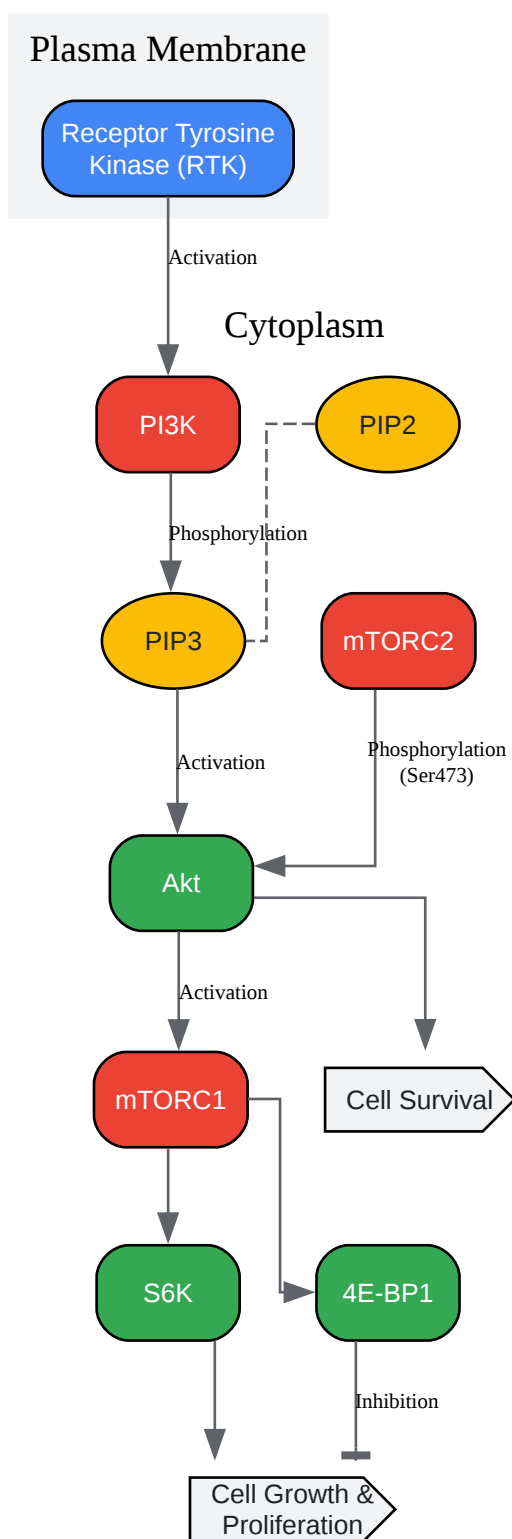 Plasma Membrane
Receptor Tyrosine
Kinase (RTK)
Activation
Cytoplasm
PI3K
PIP2
Phosphorylation
PIP3
mTORC2
Activation
Phosphorylation
(Ser473)
Akt
Activation
mTORC1
Cell Survival
S6K
4E-BP1
Inhibition
Cell Growth &
Proliferation